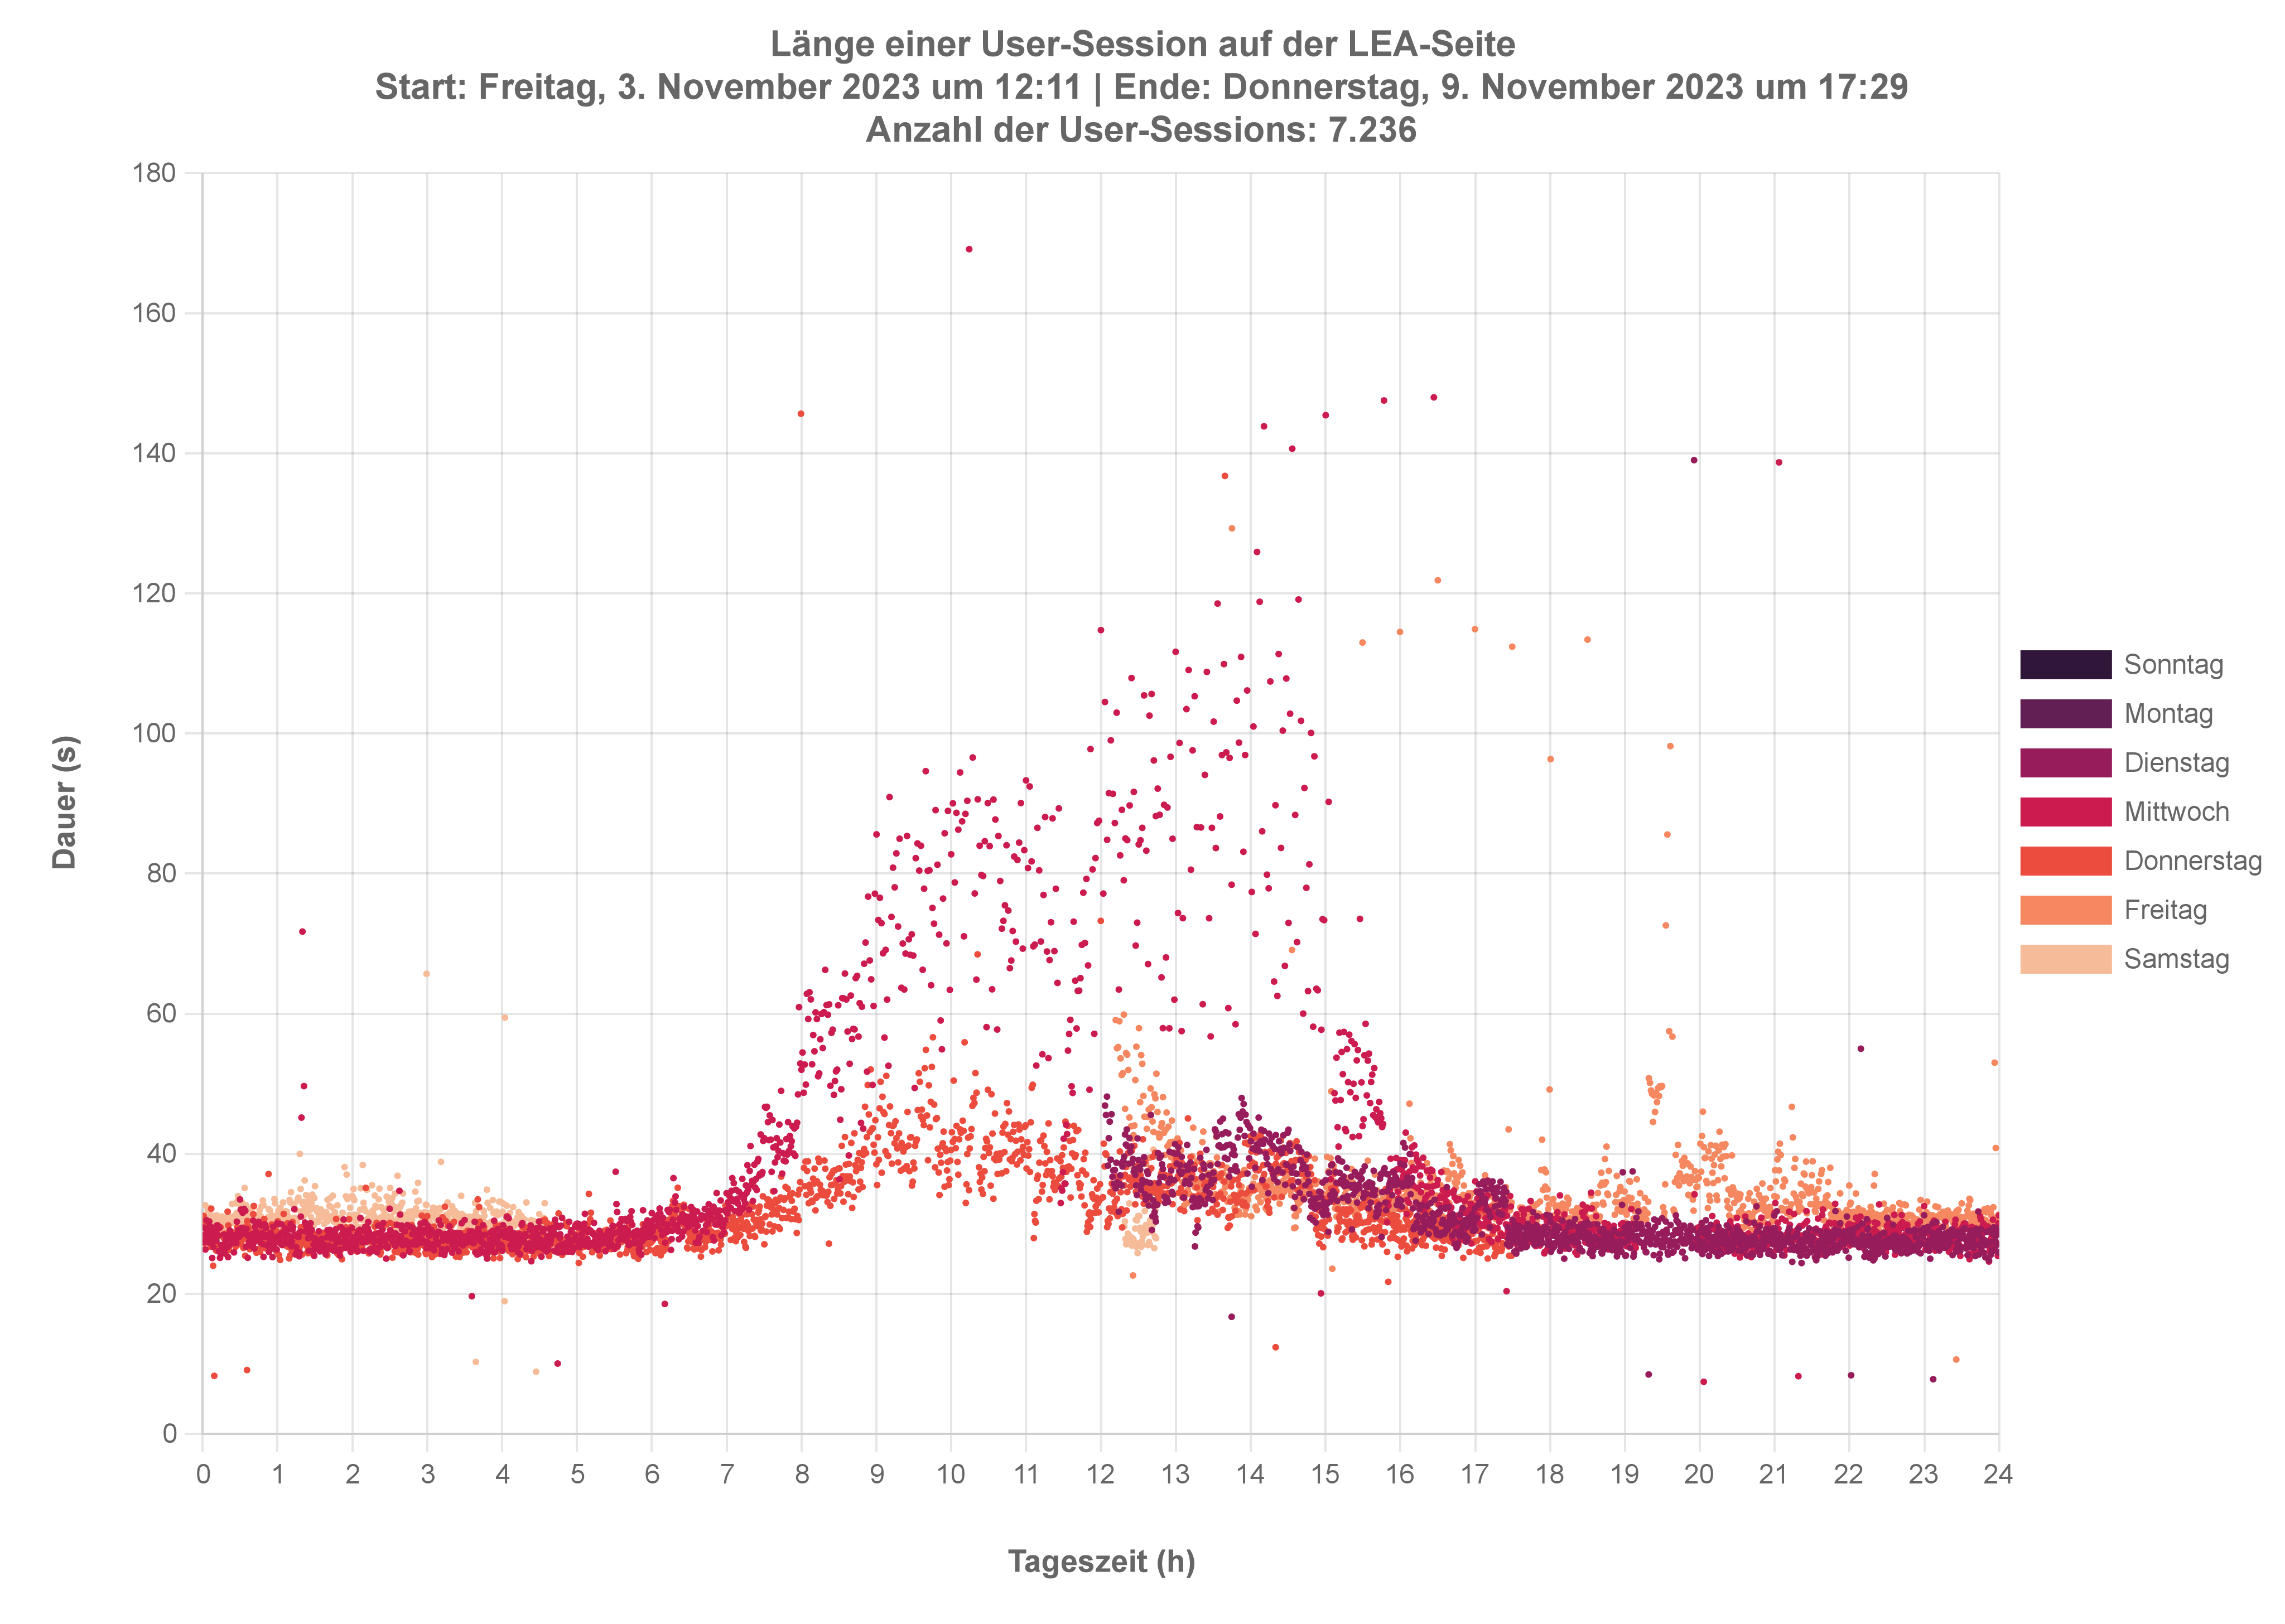 Länge einer User-Session auf der LEA-Seite
Start: Freitag, 3. November 2023 um 12:11 | Ende: Donnerstag, 9. November 2023 um 17:29
Anzahl der User-Sessions: 7.236
180
160
140
120
100
80
60
40
20
0
Dauer (s)
0 1 2 3 4 5 6 7 8 9 10 11 12 13 14 15 16 17 18 19 20 21 22 23 24
Tageszeit (h)
Sonntag
Montag
Dienstag
Mittwoch
Donnerstag
Freitag
Samstag